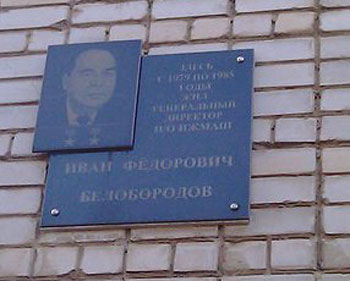 ЗДЕСЬ
С 1979 ПО 1985
ГОДЫ
ЖИЛ
ГЕНЕРАЛЬНЫЙ
ДИРЕКТОР
ПО ИЖМАШ
ИВАН ФЁДОРОВИЧ
БЕЛОБОРОДОВ